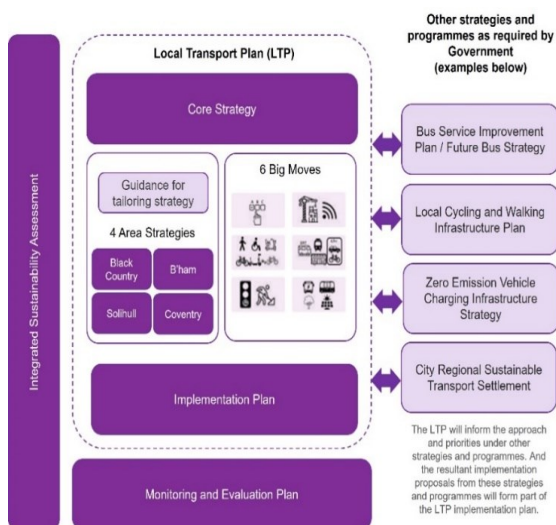 Integrated Sustainability Assessment
Local Transport Plan (LTP)
Core Strategy
Guidance for
tailoring strategy
4 Area Strategies
Black
Country
B'ham
Solihull
Coventry
6 Big Moves
Implementation Plan
Monitoring and Evaluation Plan
Other strategies and
programmes as required by
Government
(examples below)
Bus Service Improvement
Plan / Future Bus Strategy
Local Cycling and Walking
Infrastructure Plan
Zero Emission Vehicle
Charging Infrastructure
Strategy
City Regional Sustainable
Transport Settlement
The LTP will inform the approach
and priorities under other
strategies and programmes. And
the resultant implementation
proposals from these strategies
and programmes will form part of
the LTP implementation plan.